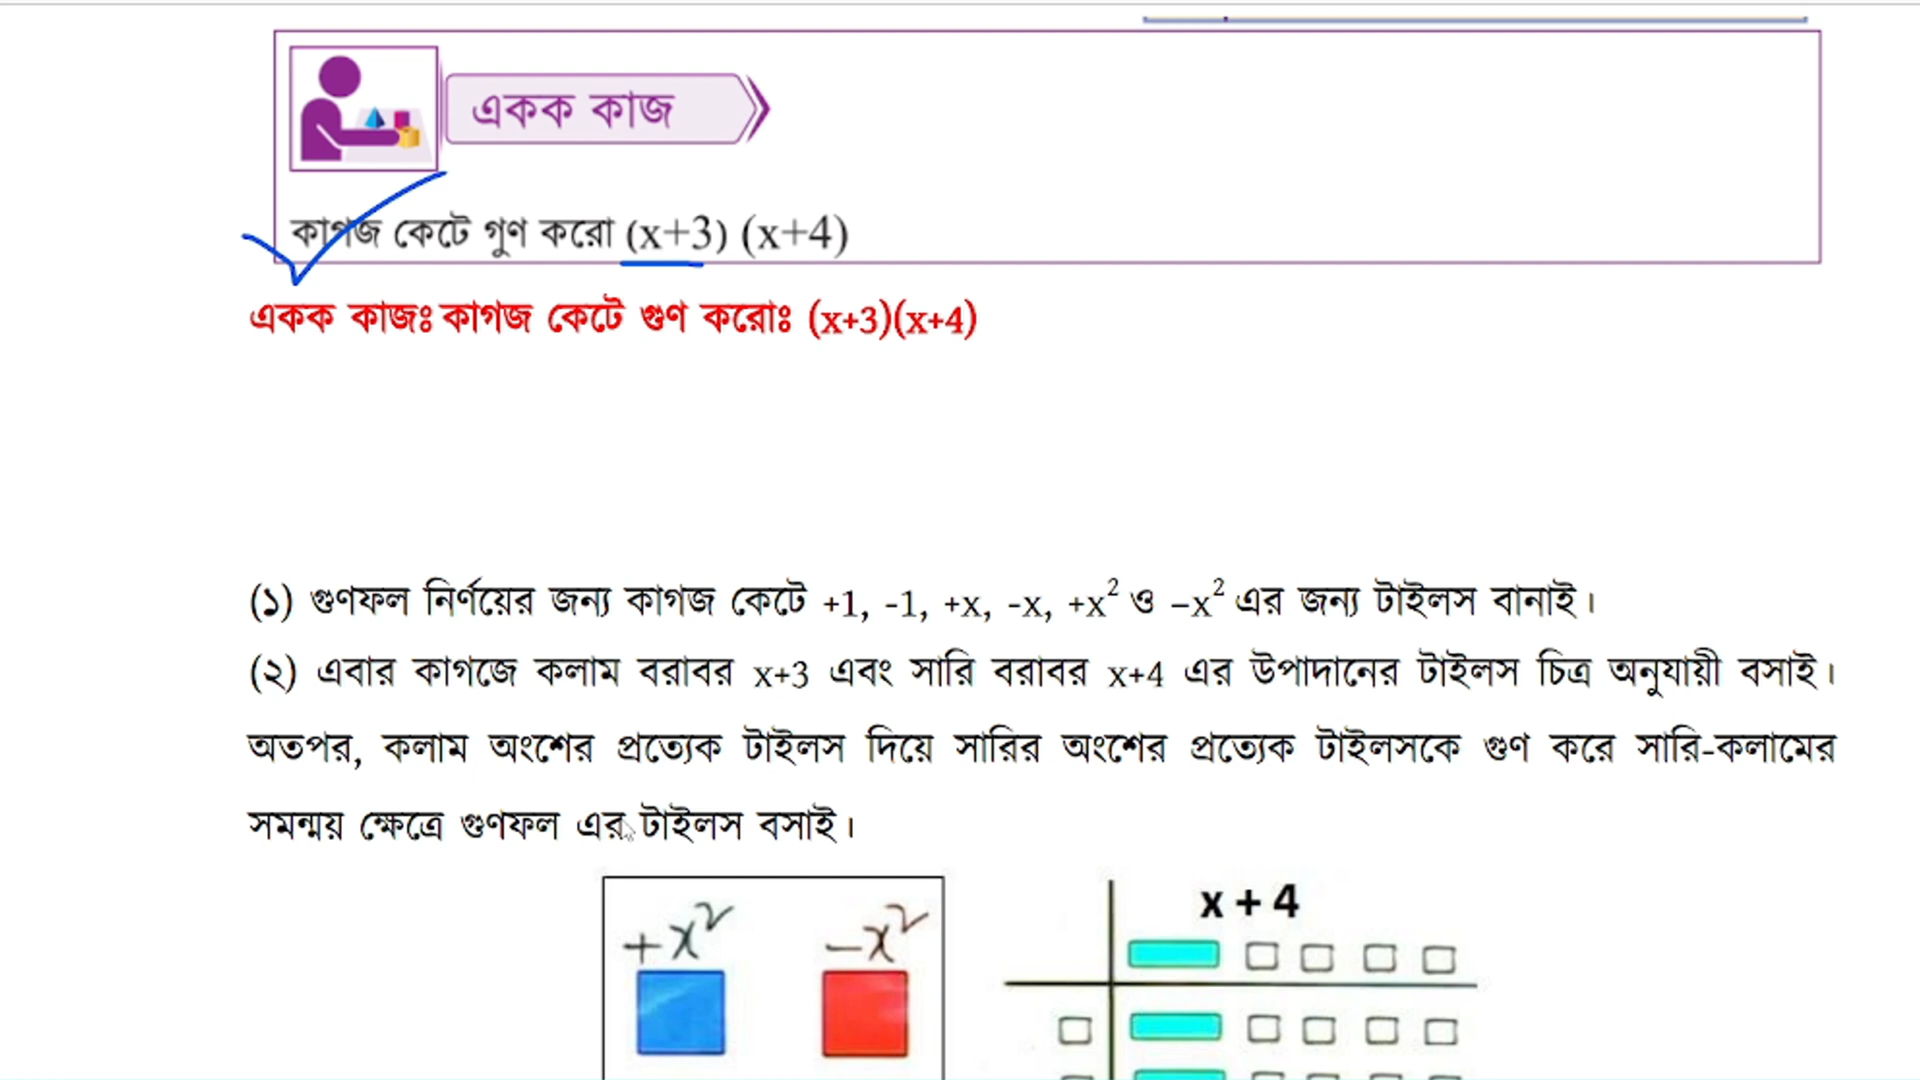 একক কাজ
কাগজ কেটে গুণ করো (x+3) (x+4)
একক কাজঃ কাগজ কেটে গুণ করোঃ (x+3)(x+4)
(১) গুণফল নির্ণয়ের জন্য কাগজ কেটে +1, -1, +x, -x, +x² ও –x² এর জন্য টাইলস বানাই।
(২) এবার কাগজে কলাম বরাবর x+3 এবং সারি বরাবর x+4 এর উপাদানের টাইলস চিত্র অনুযায়ী বসাই।
অতপর, কলাম অংশের প্রত্যেক টাইলস দিয়ে সারির অংশের প্রত্যেক টাইলসকে গুণ করে সারি-কলামের
সমন্ময় ক্ষেত্রে গুণফল এর টাইলস বসাই।
+x² –x²
x + 4